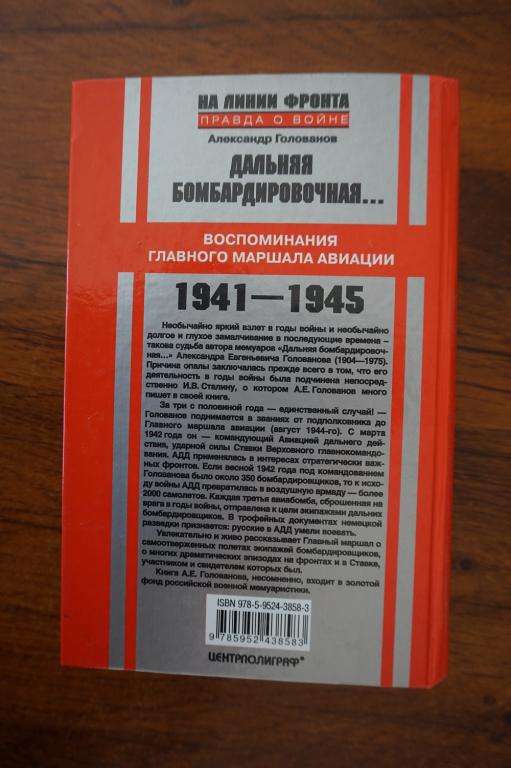 НА ЛИНИИ ФРОНТА
ПРАВДА О ВОЙНЕ
Александр Голованов
ДАЛЬНЯЯ
БОМБАРДИРОВОЧНАЯ...
ВОСПОМИНАНИЯ
ГЛАВНОГО МАРШАЛА АВИАЦИИ
1941—1945
Необычайно яркий взлет в годы войны и необычайно
долгое и глухое замалчивание в последующие времена –
такова судьба автора мемуаров «Дальняя бомбардировоч-
ная...» Александра Евгеньевича Голованова (1904—1975).
Причина опалы заключалась прежде всего в том, что его
деятельность в годы войны была подчинена непосред-
ственно И.В. Сталину, о котором А.Е. Голованов много
пишет в своей книге.
За три с половиной года — единственный случай! —
Голованов поднимается в званиях от подполковника до
Главного маршала авиации (август 1944-го). С марта
1942 года он — командующий Авиацией дальнего дей-
ствия, ударной силы Ставки Верховного главнокомандо-
вания. АДД применялась в интересах стратегически важ-
ных фронтов. Если весной 1942 года под командованием
Голованова было около 350 бомбардировщиков, то к исхо-
ду войны АДД превратилась в воздушную армаду — более
2000 самолетов. Каждая третья авиабомба, сброшенная на
врага в годы войны, отправлена к цели экипажами дальних
бомбардировщиков. В трофейных документах немецкой
разведки признается: русские в АДД умели воевать.
Увлекательно и живо рассказывает Главный маршал о
самоотверженных полетах экипажей бомбардировщиков,
о многих драматических эпизодах на фронтах и в Ставке,
участником и свидетелем которых был.
Книга А.Е. Голованова, несомненно, входит в золотой
фонд российской военной мемуаристики.
ISBN 978-5-9524-3858-3
9 785952 438583
ЦЕНТРПОЛИГРАФ®